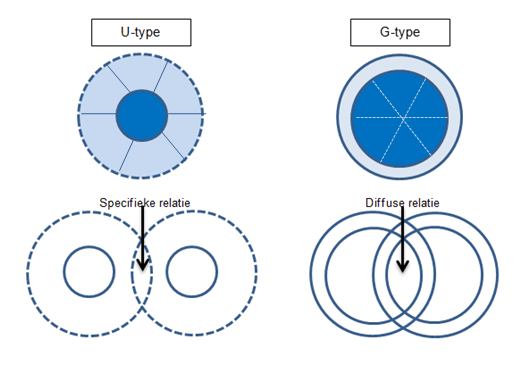 U-type
G-type
Specifieke relatie
Diffuse relatie